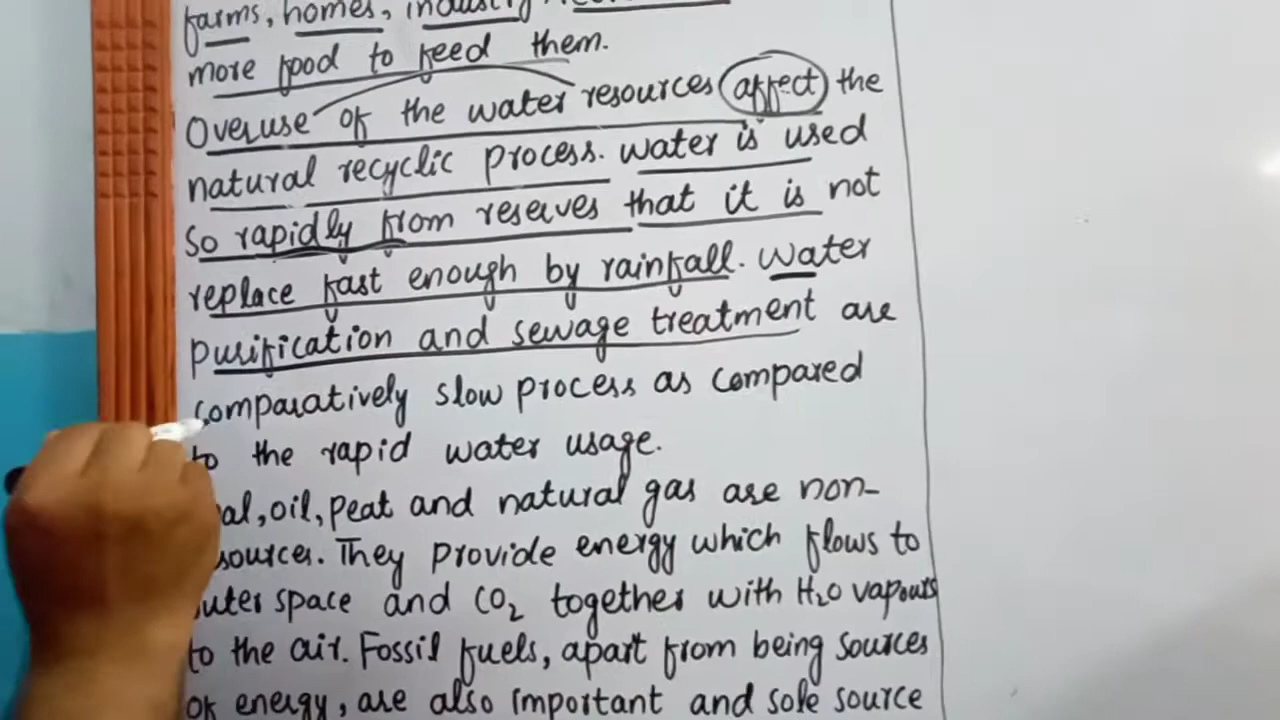 farms, homes, industry
more food to feed them.
Overuse of the water resources affect the
natural recyclic process. Water is used
so rapidly from reserves that it is not
replace fast enough by rainfall. Water
purification and sewage treatment are
comparatively slow process as compared
to the rapid water usage.
oil, peat and natural gas are non-
They provide energy which flows to
space and CO2 together with H2O vapours
to the air. Fossil fuels, apart from being sources
of energy, are also important and sole source